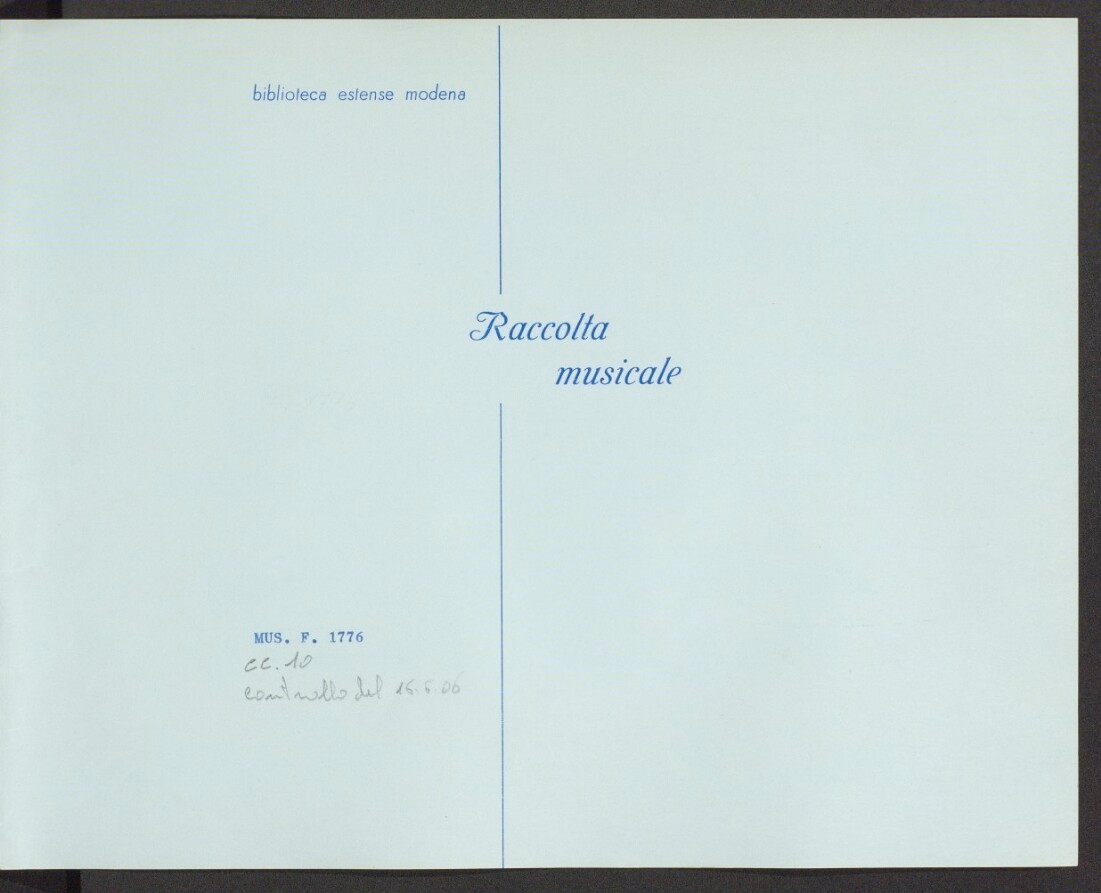 biblioteca estense modena
Raccolta
musicale
MUS. F. 1776
cc. 10
controllo del 15.5.06